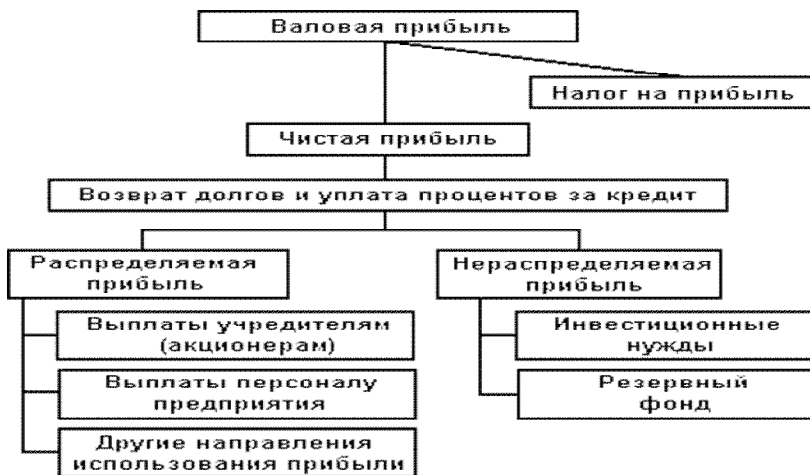 Валовая прибыль
Налог на прибыль
Чистая прибыль
Возврат долгов и уплата процентов за кредит
Распределяемая
прибыль
Выплаты учредителям
(акционерам)
Выплаты персоналу
предприятия
Другие направления
использования прибыли
Нераспределяемая
прибыль
Инвестиционные
нужды
Резервный
фонд